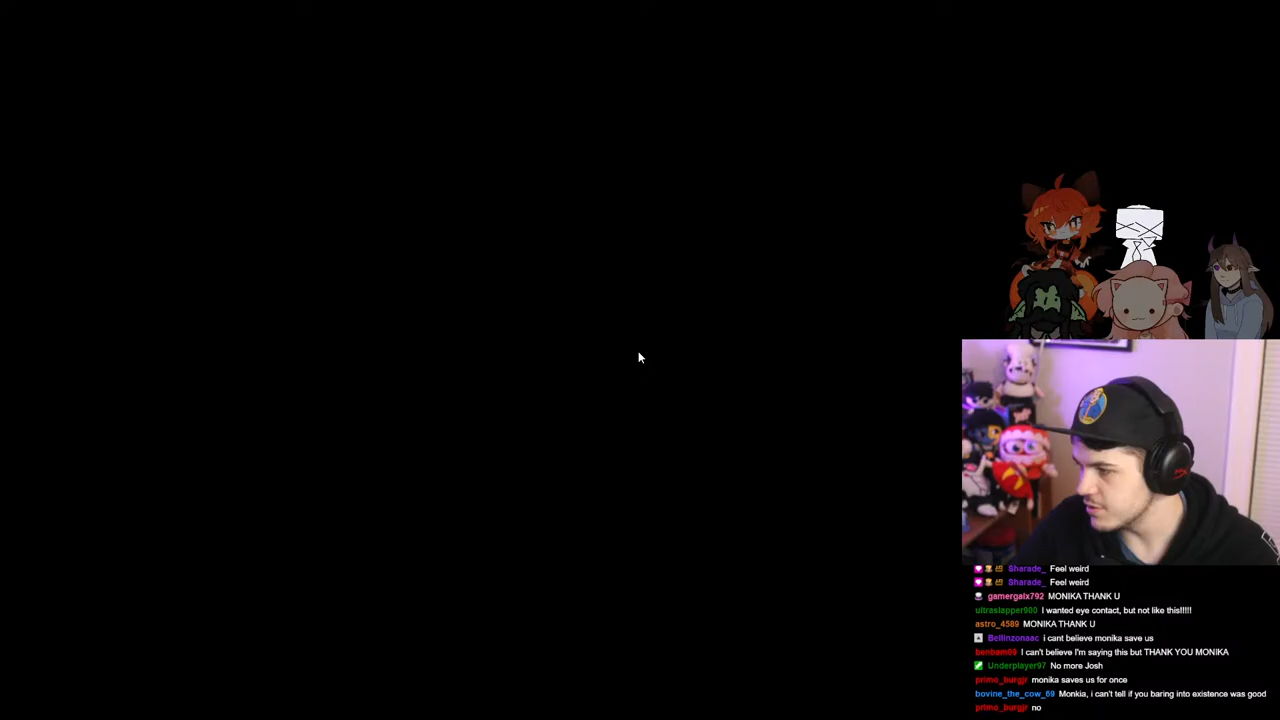 Sharade_ Feel weird
Sharade_ Feel weird
gamergalx792 MONIKA THANK U
ultraslapper900 I wanted eye contact, but not like this!!!!!
astro_4589 MONIKA THANK U
Bellinzonaac i cant believe monika save us
benbam09 I can't believe I'm saying this but THANK YOU MONIKA
Underplayer97 No more Josh
primo_burgjr monika saves us for once
bovine_the_cow_69 Monkia, i can't tell if you baring into existence was good
primo_burgjr no